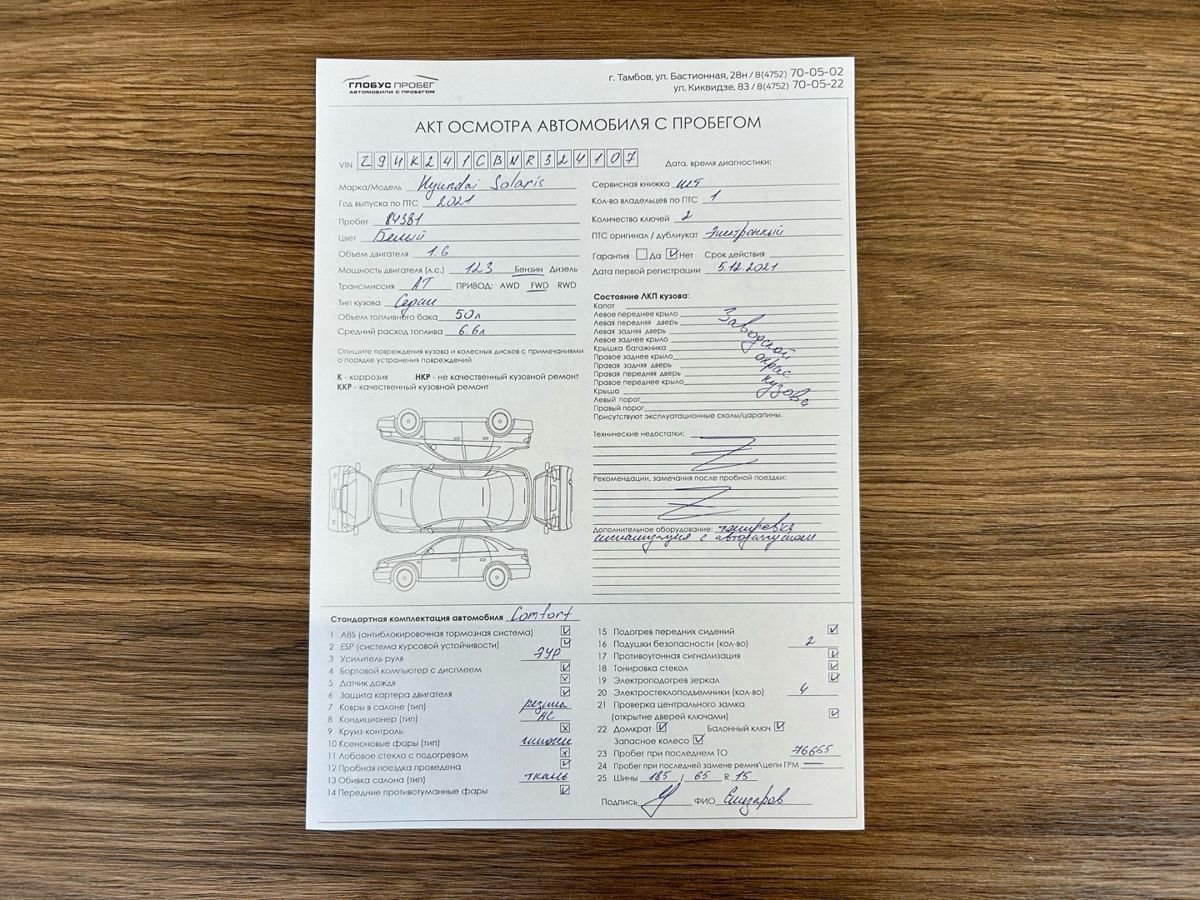 ГЛОБУС ПРОБЕГ
АВТОМОБИЛИ С ПРОБЕГОМ
г. Тамбов, ул. Бастионная, 28н / 8(4752) 70-05-02
ул. Киквидзе, 83 / 8(4752) 70-05-22
АКТ ОСМОТРА АВТОМОБИЛЯ С ПРОБЕГОМ
VIN Z94K241CBNR324107
Дата, время диагностики:
Марка/Модель Hyundai Solaris
Год выпуска по ПТС 2021
Пробег 84381
Цвет Белый
Объем двигателя 1.6
Мощность двигателя (л.с.) 123 Бензин Дизель
Трансмиссия АТ ПРИВОД: AWD FWD RWD
Тип кузова Седан
Объем топливного бака 50л
Средний расход топлива 6.6л
Опишите повреждения кузова и колесных дисков с примечаниями
о порядке устранения повреждений
К - коррозия НКР - не качественный кузовной ремонт
ККР - качественный кузовной ремонт
Сервисная книжка
Кол-во владельцев по ПТС 1
Количество ключей 2
ПТС оригинал / дубликат Электронный
Гарантия Да Нет Срок действия
Дата первой регистрации 5.12.2021
Состояние ЛКП кузова:
Капот
Левое переднее крыло
Левая передняя дверь
Левая задняя дверь
Левое заднее крыло
Крышка багажника
Правое заднее крыло
Правая задняя дверь
Правая передняя дверь
Правое переднее крыло
Крыша
Левый порог
Правый порог
Заводской
окрас
кузова
Присутствуют эксплуатационные сколы/царапины.
Технические недостатки:
Рекомендации, замечания после пробной поездки:
Дополнительное оборудование: тонировка
сигнализация с автозапуском
Стандартная комплектация автомобиля Comfort
1 ABS (антиблокировочная тормозная система)
2 ESP (система курсовой устойчивости)
3 Усилитель руля ЭУР
4 Бортовой компьютер с дисплеем
5 Датчик дождя
6 Защита картера двигателя
7 Ковры в салоне (тип) резина
8 Кондиционер (тип) АС
9 Круиз-контроль
10 Ксеноновые фары (тип)
11 Лобовое стекло с подогревом
12 Пробная поездка проведена
13 Обивка салона (тип) ткань
14 Передние противотуманные фары
15 Подогрев передних сидений
16 Подушки безопасности (кол-во) 2
17 Противоугонная сигнализация
18 Тонировка стекол
19 Электроподогрев зеркал
20 Электростеклоподъемники (кол-во) 4
21 Проверка центрального замка
(открытие дверей ключами)
22 Домкрат Балонный ключ
Запасное колесо
23 Пробег при последнем ТО 76665
24 Пробег при последней замене ремня\цепи ГРМ —
25 Шины 185 / 65 R 15
Подпись ФИО